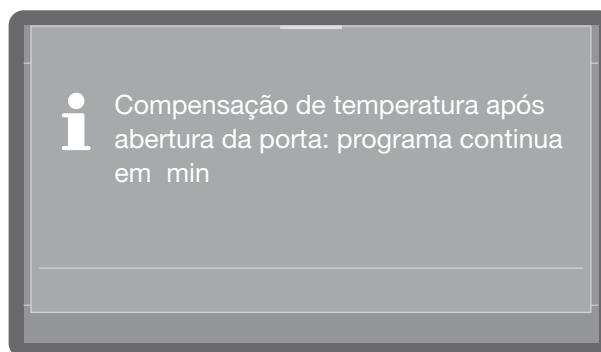 Compensação de temperatura após
abertura da porta: programa continua
em  min